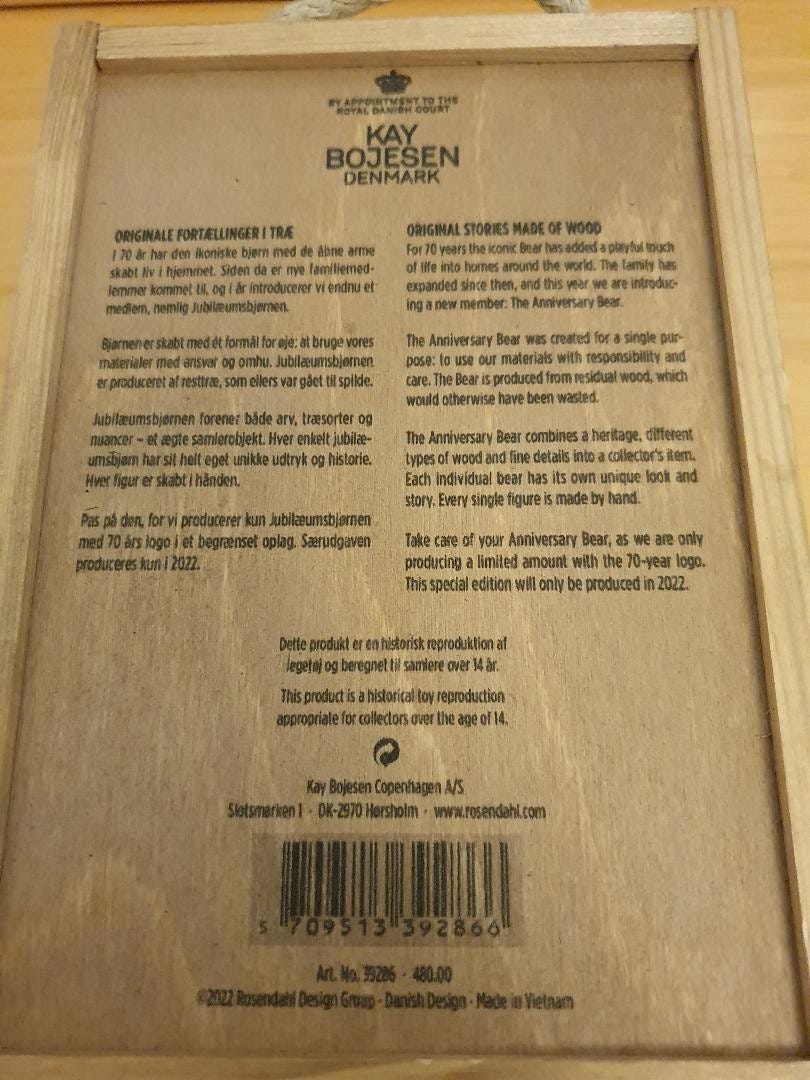 BY APPOINTMENT TO THE
ROYAL DANISH COURT
KAY
BOJESEN
DENMARK
ORIGINALE FORTÆLLINGER I TRÆ
I 70 år har den ikoniske bjørn med de åbne arme
skabt liv i hjemmet. Siden da er nye familiemed-
lemmer kommet til, og i år introducerer vi endnu et
medlem, nemlig Jubilæumsbjørnen.
Bjørnen er skabt med ét formål for øje: at bruge vores
materialer med ansvar og omhu. Jubilæumsbjørnen
er produceret af resttræ, som ellers var gået til spilde.
Jubilæumsbjørnen forener både arv, træsorter og
nuancer – et ægte samlerobjekt. Hver enkelt jubilæ-
umsbjørn har sit helt eget unikke udtryk og historie.
Hver figur er skabt i hånden.
Pas på den, for vi producerer kun Jubilæumsbjørnen
med 70 års logo i et begrænset oplag. Særudgaven
produceres kun i 2022.
ORIGINAL STORIES MADE OF WOOD
For 70 years the iconic Bear has added a playful touch
of life into homes around the world. The family has
expanded since then, and this year we are introduc-
ing a new member: The Anniversary Bear.
The Anniversary Bear was created for a single pur-
pose: to use our materials with responsibility and
care. The Bear is produced from residual wood, which
would otherwise have been wasted.
The Anniversary Bear combines a heritage, different
types of wood and fine details into a collector's item.
Each individual bear has its own unique look and
story. Every single figure is made by hand.
Take care of your Anniversary Bear, as we are only
producing a limited amount with the 70-year logo.
This special edition will only be produced in 2022.
Dette produkt er en historisk reproduktion af
legetøj og beregnet til samlere over 14 år.
This product is a historical toy reproduction
appropriate for collectors over the age of 14.
Kay Bojesen Copenhagen A/S
Slotsmarken 1 · DK-2970 Hørsholm · www.rosendahl.com
5 709513 392866
Art. No. 39286 · 480.00
©2022 Rosendahl Design Group · Danish Design · Made in Vietnam